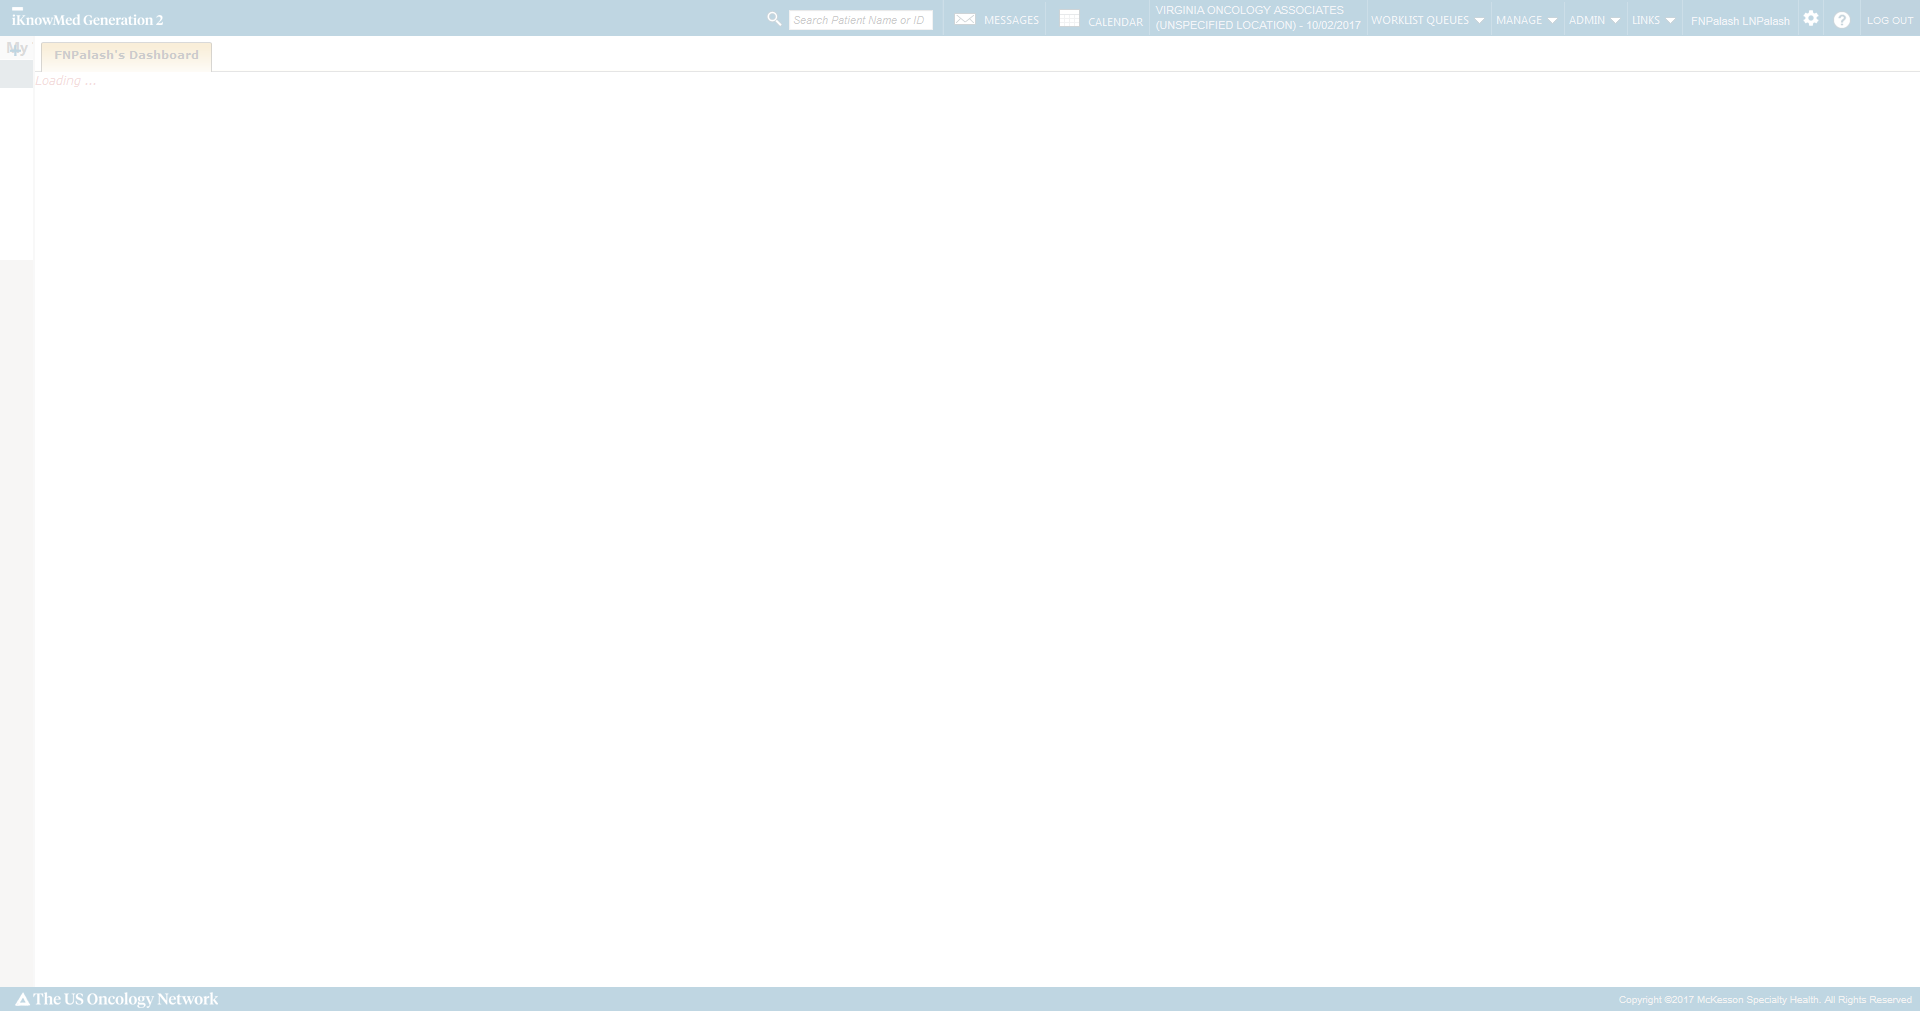 iKnowMed Generation 2
Search Patient Name or ID
MESSAGES
CALENDAR
VIRGINIA ONCOLOGY ASSOCIATES
(UNSPECIFIED LOCATION) - 10/02/2017
WORKLIST QUEUES
MANAGE
ADMIN
LINKS
FNPalash LNPalash
?
LOG OUT
My
FNPalash's Dashboard
Loading ...
The US Oncology Network
Copyright ©2017 McKesson Specialty Health. All Rights Reserved